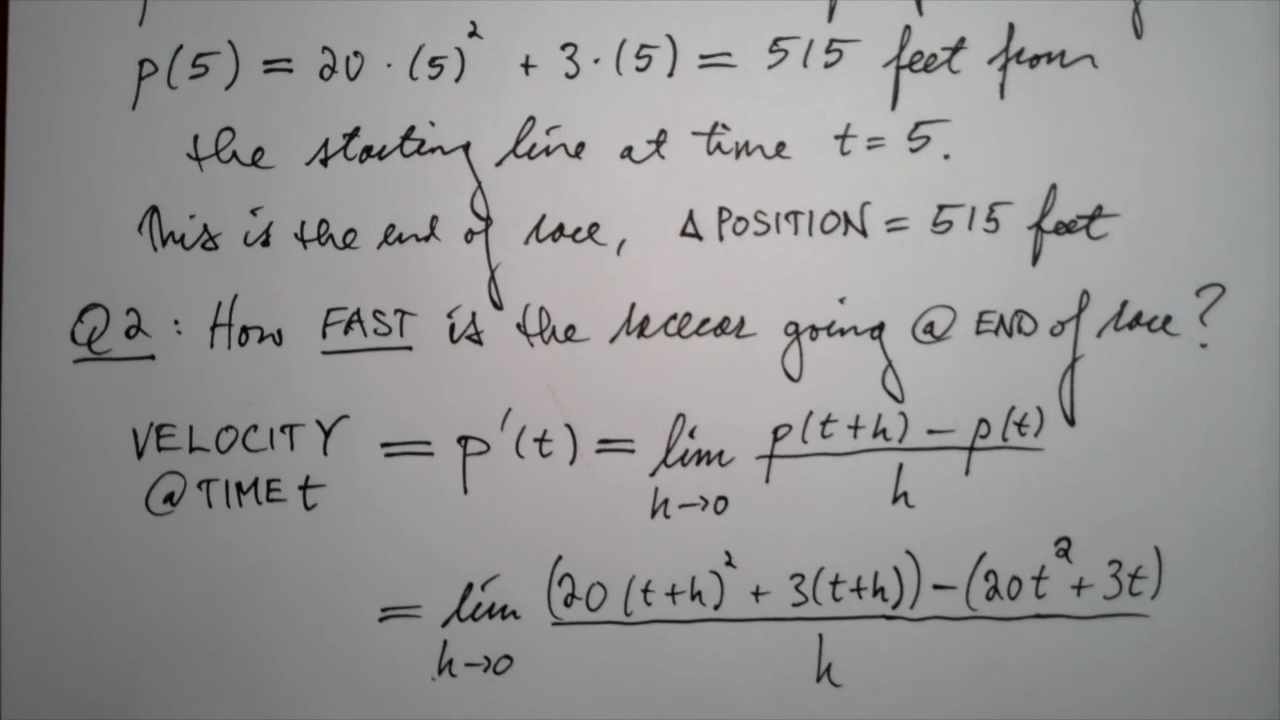 p(5) = 20 · (5)² + 3 · (5) = 515 feet from
the starting line at time t = 5.
This is the end of race, Δ POSITION = 515 feet
Q2 : How FAST is the racecar going @ END of race ?
VELOCITY @ TIME t = p'(t) = lim h→0 p(t+h) – p(t) / h
= lim h→0 (20(t+h)² + 3(t+h)) – (20t² + 3t) / h